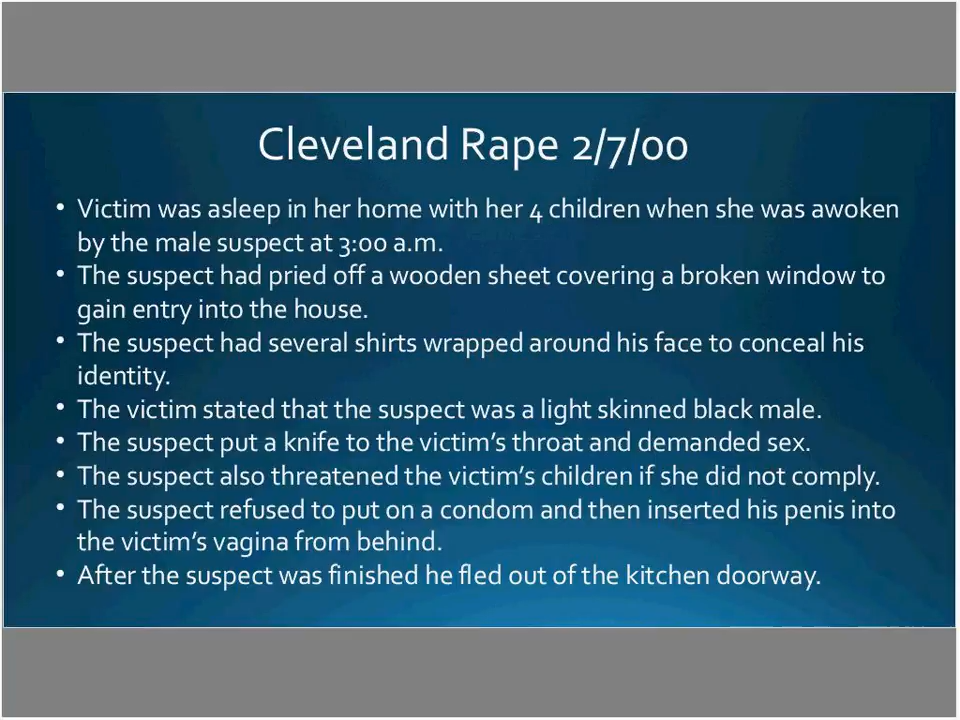 Cleveland Rape 2/7/00
• Victim was asleep in her home with her 4 children when she was awoken
by the male suspect at 3:00 a.m.
• The suspect had pried off a wooden sheet covering a broken window to
gain entry into the house.
• The suspect had several shirts wrapped around his face to conceal his
identity.
• The victim stated that the suspect was a light skinned black male.
• The suspect put a knife to the victim's throat and demanded sex.
• The suspect also threatened the victim's children if she did not comply.
• The suspect refused to put on a condom and then inserted his penis into
the victim's vagina from behind.
• After the suspect was finished he fled out of the kitchen doorway.